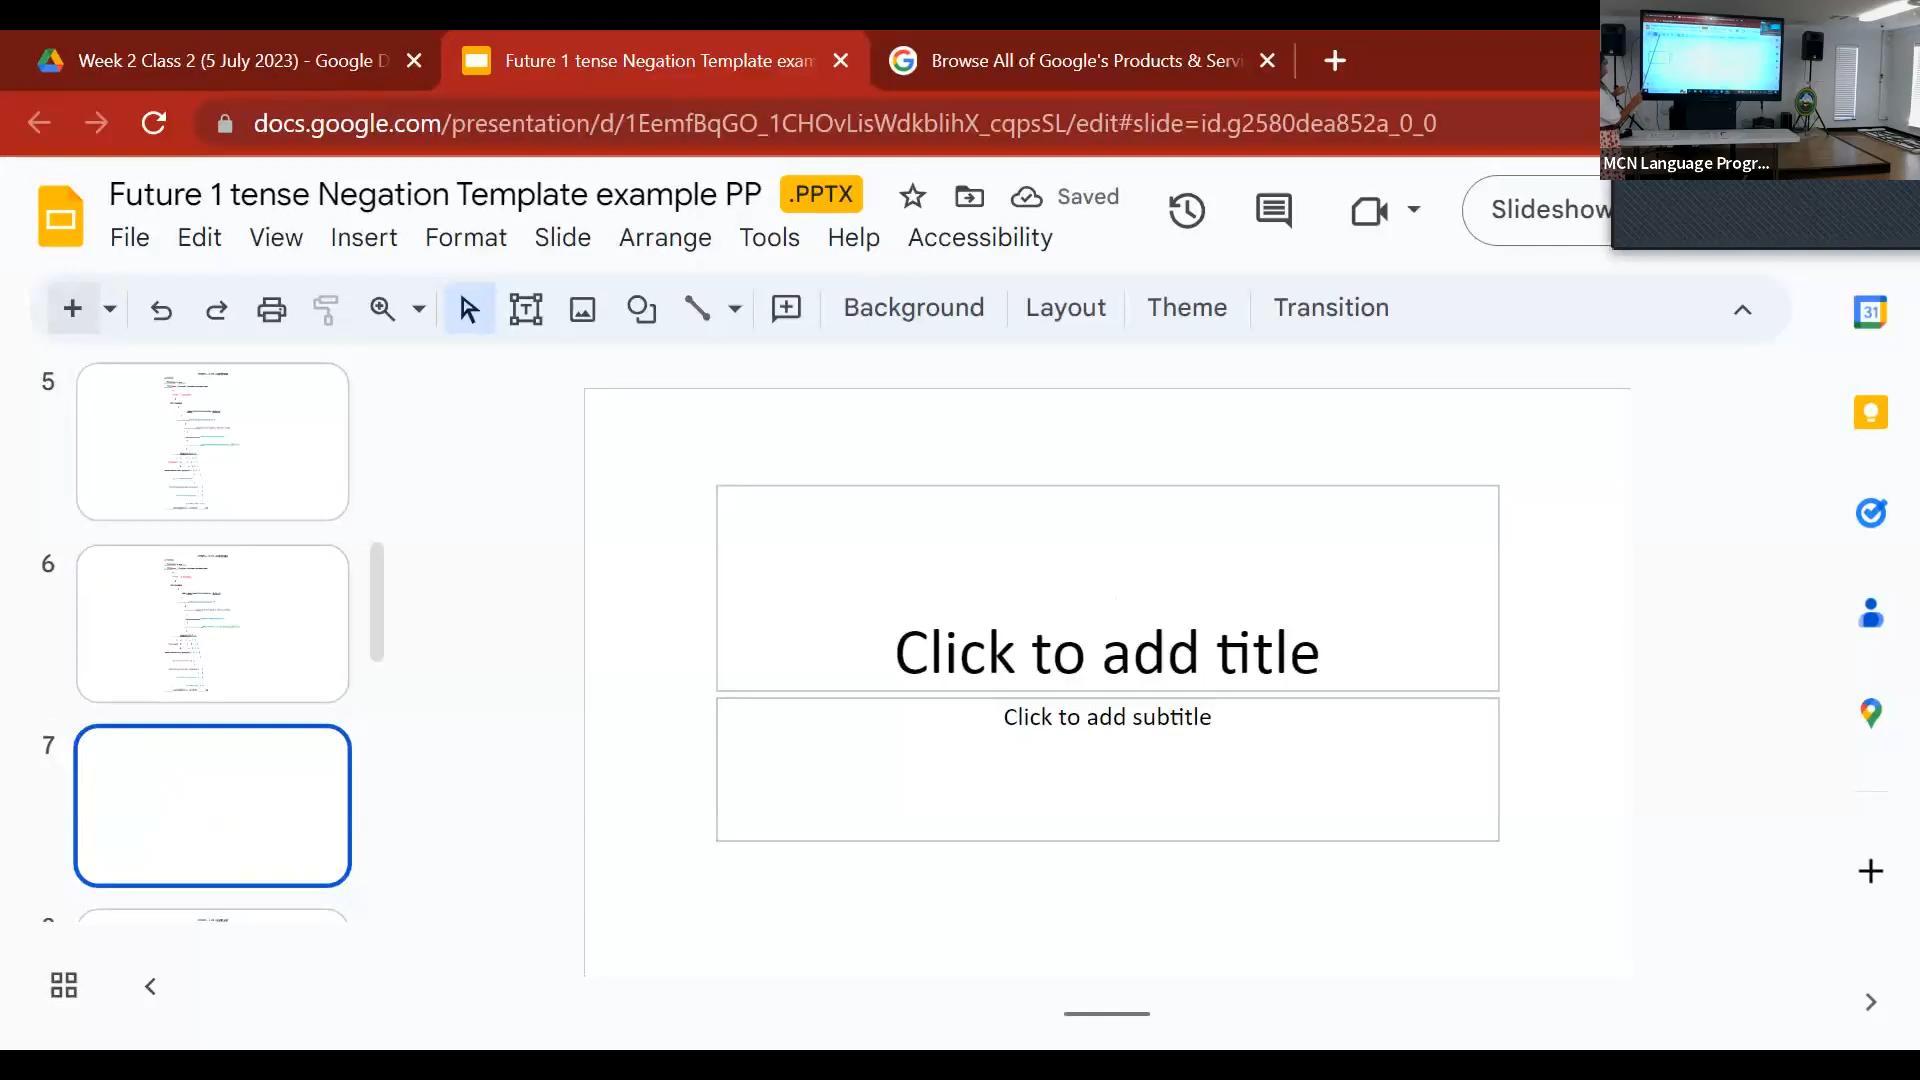 Week 2 Class 2 (5 July 2023) - Google D
Future 1 tense Negation Template exam
Browse All of Google's Products & Servi
docs.google.com/presentation/d/1EemfBqGO_1CHOvLisWdkblihX_cqpsSL/edit#slide=id.g2580dea852a_0_0
MCN Language Progr...
Future 1 tense Negation Template example PP .PPTX Saved
Slideshow
File Edit View Insert Format Slide Arrange Tools Help Accessibility
Background Layout Theme Transition
31
5
6
7
Click to add title
Click to add subtitle